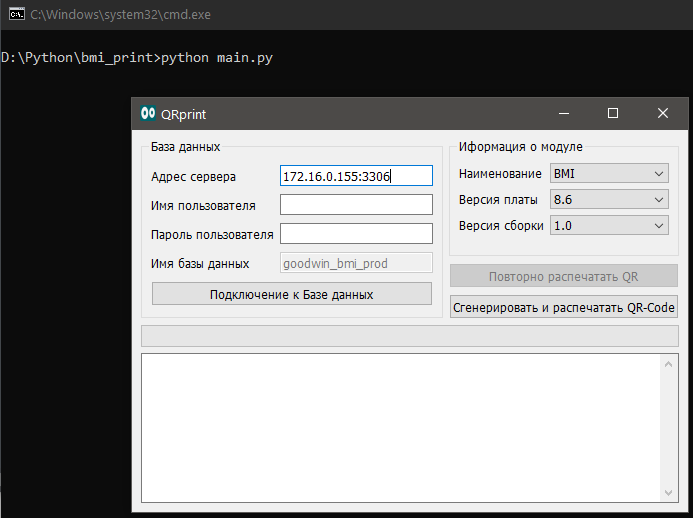 C:\Windows\system32\cmd.exe
D:\Python\bmi_print>python main.py
QRprint
База данных
Адрес сервера 172.16.0.155:3306
Имя пользователя
Пароль пользователя
Имя базы данных goodwin_bmi_prod
Подключение к Базе данных
Иформация о модуле
Наименование BMI
Версия платы 8.6
Версия сборки 1.0
Повторно распечатать QR
Сгенерировать и распечатать QR-Code